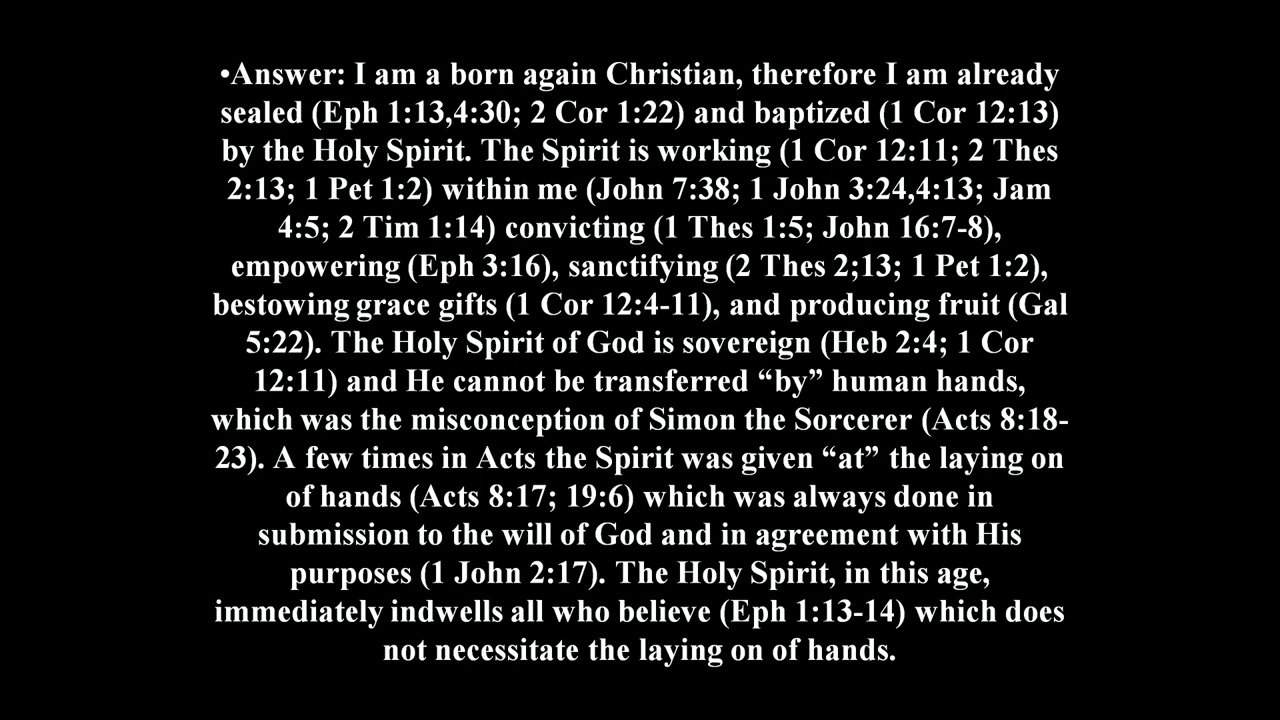 •Answer: I am a born again Christian, therefore I am already
sealed (Eph 1:13,4:30; 2 Cor 1:22) and baptized (1 Cor 12:13)
by the Holy Spirit. The Spirit is working (1 Cor 12:11; 2 Thes
2:13; 1 Pet 1:2) within me (John 7:38; 1 John 3:24,4:13; Jam
4:5; 2 Tim 1:14) convicting (1 Thes 1:5; John 16:7-8),
empowering (Eph 3:16), sanctifying (2 Thes 2;13; 1 Pet 1:2),
bestowing grace gifts (1 Cor 12:4-11), and producing fruit (Gal
5:22). The Holy Spirit of God is sovereign (Heb 2:4; 1 Cor
12:11) and He cannot be transferred “by” human hands,
which was the misconception of Simon the Sorcerer (Acts 8:18-
23). A few times in Acts the Spirit was given “at” the laying on
of hands (Acts 8:17; 19:6) which was always done in
submission to the will of God and in agreement with His
purposes (1 John 2:17). The Holy Spirit, in this age,
immediately indwells all who believe (Eph 1:13-14) which does
not necessitate the laying on of hands.